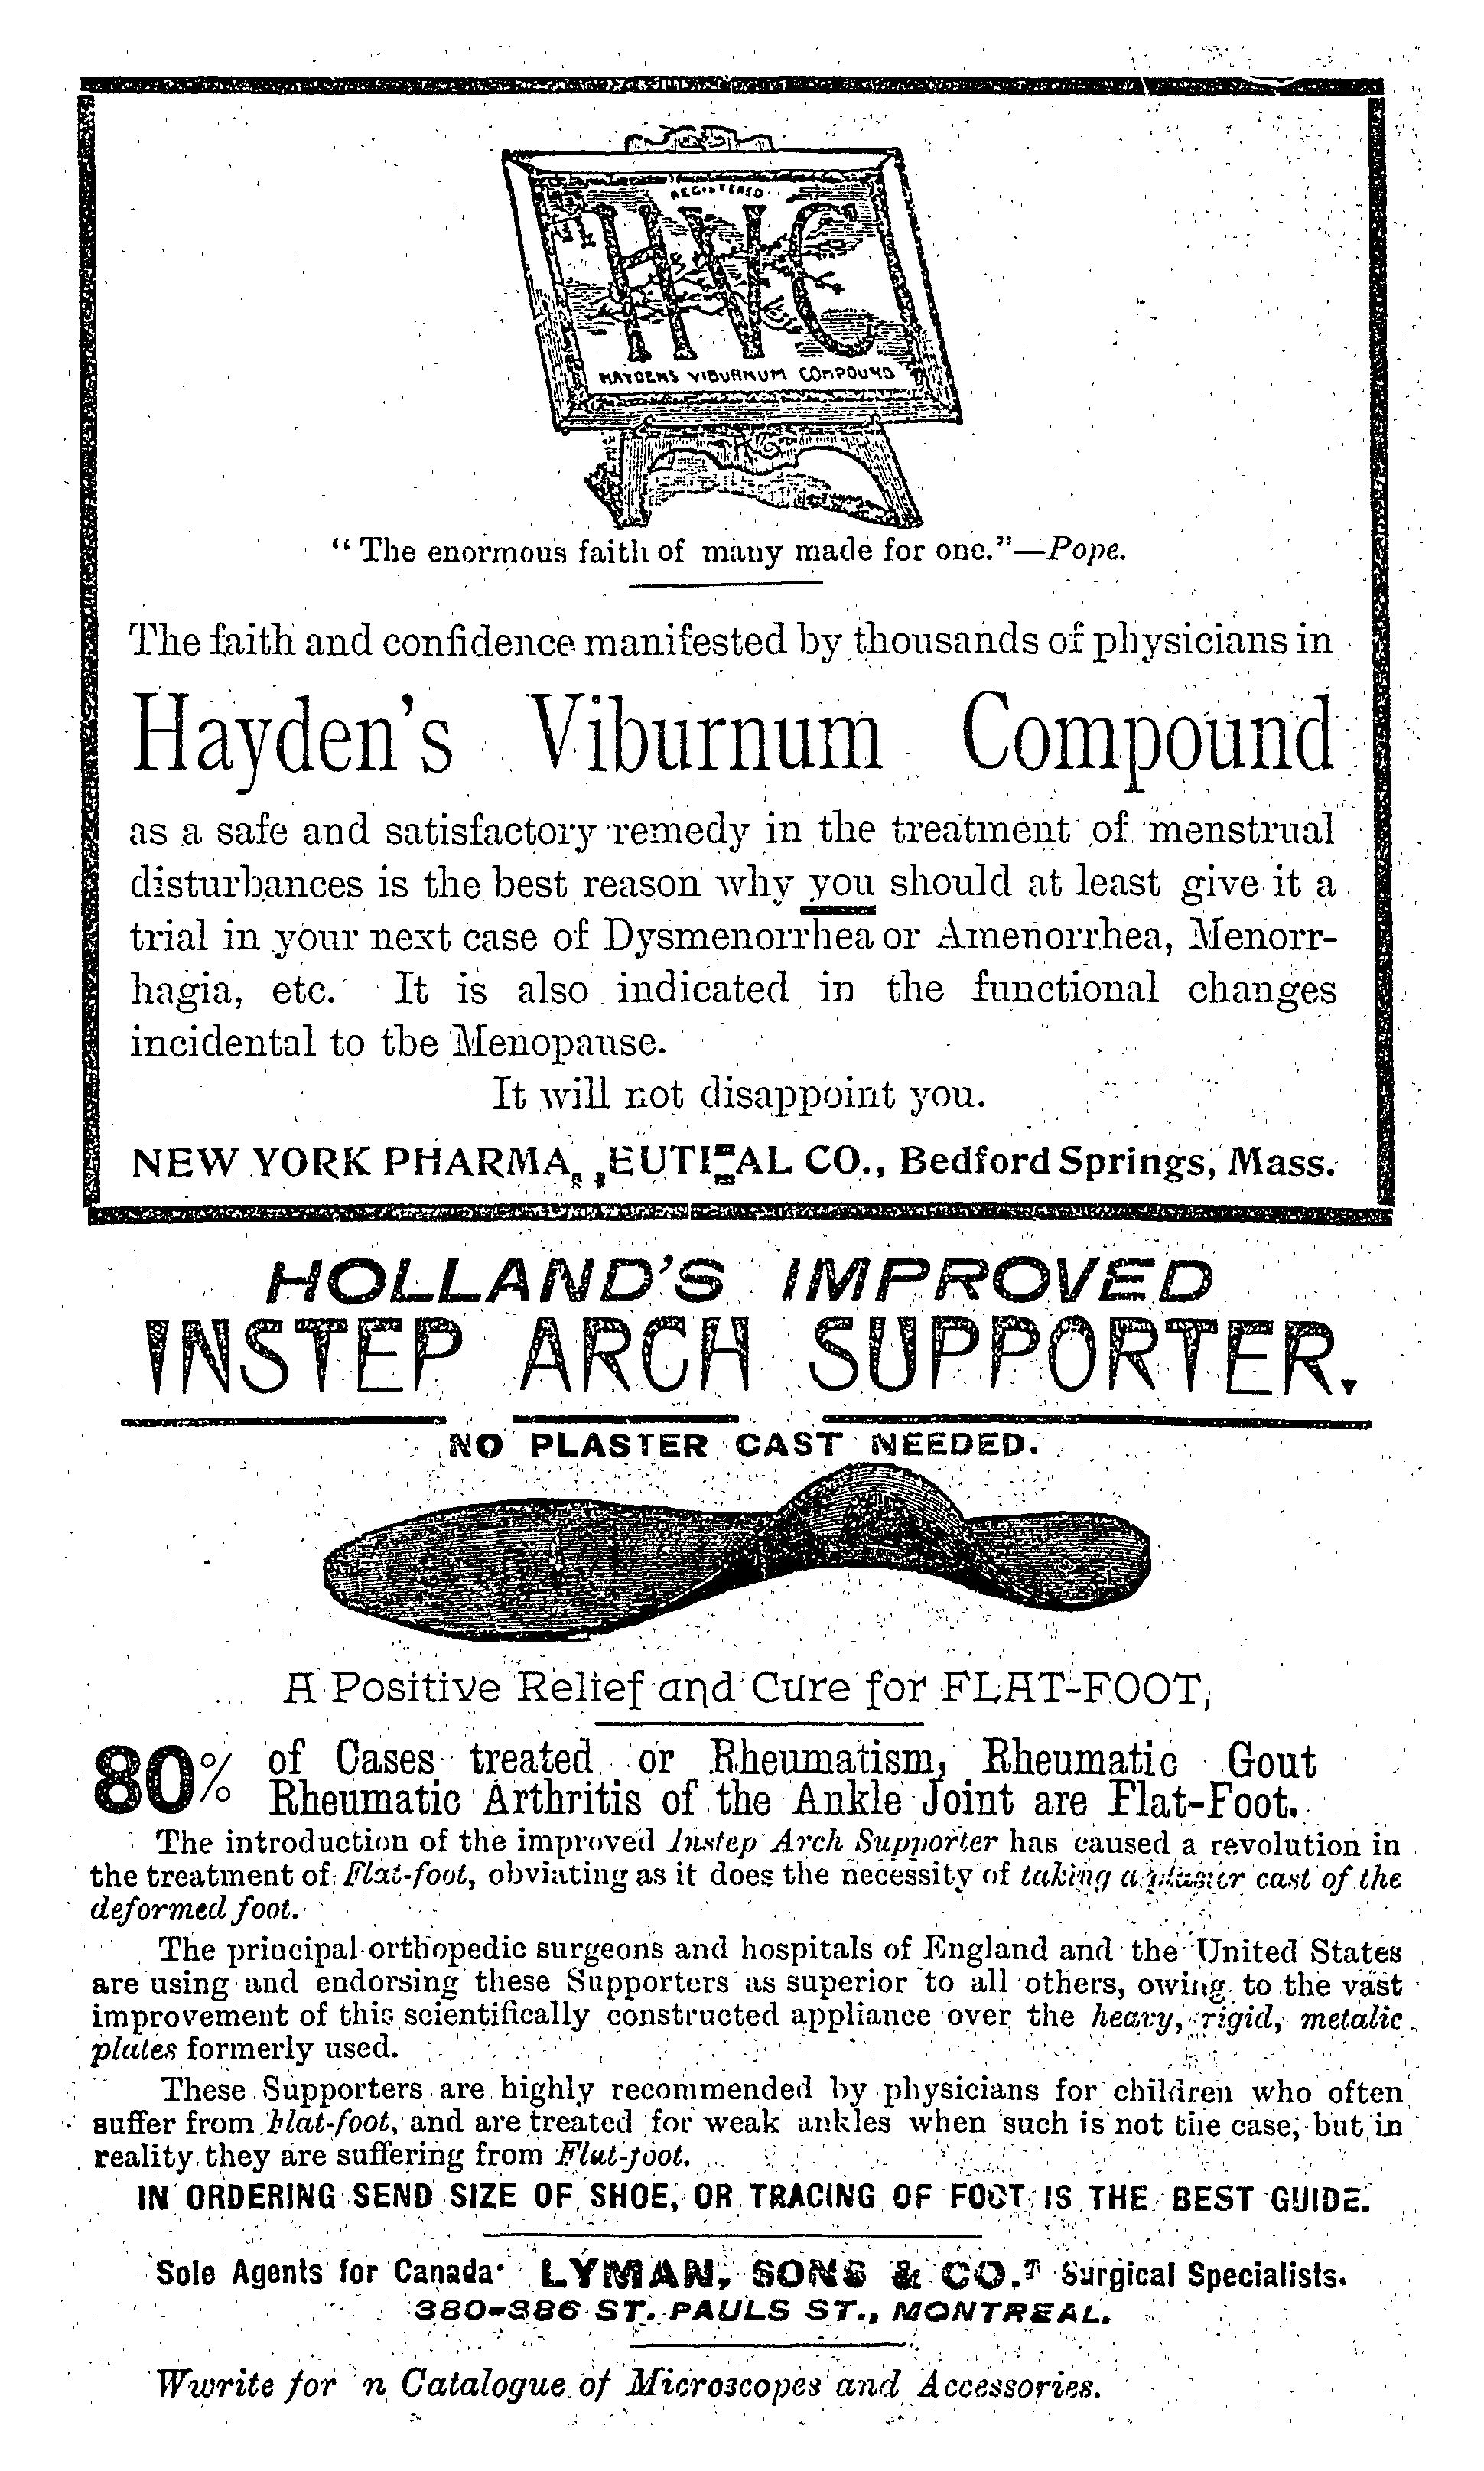 REGISTERED
HVC
HAYDENS VIBURNUM COMPOUND
"The enormous faith of many made for one."—Pope.
The faith and confidence manifested by thousands of physicians in
Hayden's Viburnum Compound
as a safe and satisfactory remedy in the treatment of menstrual
disturbances is the best reason why you should at least give it a
trial in your next case of Dysmenorrhea or Amenorrhea, Menorr-
hagia, etc. It is also indicated in the functional changes
incidental to tbe Menopause.
It will not disappoint you.
NEW YORK PHARMA EUTI AL CO., Bedford Springs, Mass.
HOLLAND'S IMPROVED
INSTEP ARCH SUPPORTER.
NO PLASTER CAST NEEDED.
A Positive Relief and Cure for FLAT-FOOT,
80% of Cases treated or Rheumatism, Rheumatic Gout
Rheumatic Arthritis of the Ankle Joint are Flat-Foot.
The introduction of the improved Instep Arch Supporter has caused a revolution in
the treatment of Flat-foot, obviating as it does the necessity of taking a plaster cast of the
deformed foot.
The principal orthopedic surgeons and hospitals of England and the United States
are using and endorsing these Supporters as superior to all others, owing to the vast
improvement of this scientifically constructed appliance over the heavy, rigid, metalic
plates formerly used.
These Supporters are highly recommended by physicians for children who often
suffer from Flat-foot, and are treated for weak ankles when such is not the case, but in
reality they are suffering from Flat-foot.
IN ORDERING SEND SIZE OF SHOE, OR TRACING OF FOOT IS THE BEST GUIDE.
Sole Agents for Canada LYMAN, SONS & CO., Surgical Specialists.
380-386 ST. PAULS ST., MONTREAL.
Wwrite for n Catalogue of Microscopes and Accessories.